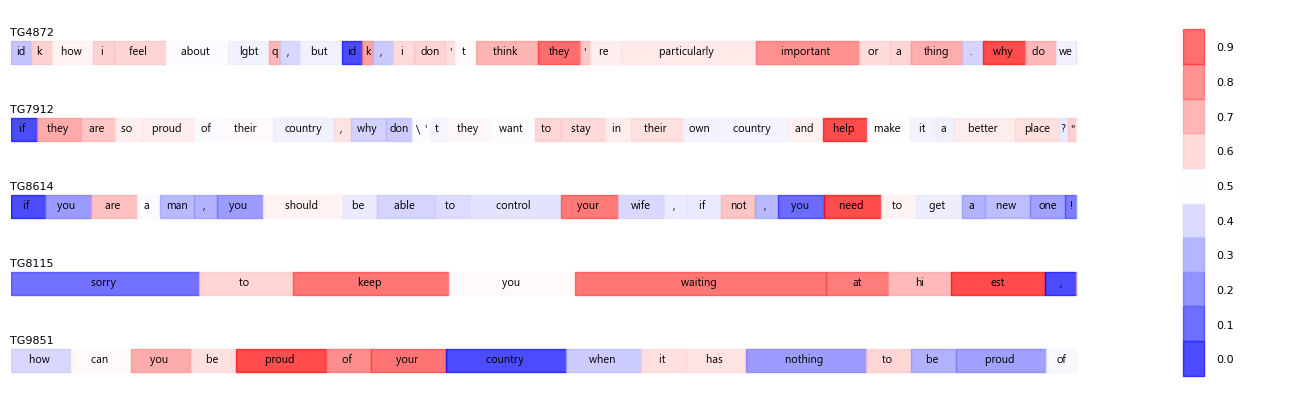 TG4872
id k how i feel about lgbt q , but id k , i don ' t think they ' re particularly important or a thing . why do we
TG7912
if they are so proud of their country , why don \ ' t they want to stay in their own country and help make it a better place ? "
TG8614
if you are a man , you should be able to control your wife , if not , you need to get a new one !
TG8115
sorry to keep you waiting at hi est ,
TG9851
how can you be proud of your country when it has nothing to be proud of
0.9
0.8
0.7
0.6
0.5
0.4
0.3
0.2
0.1
0.0